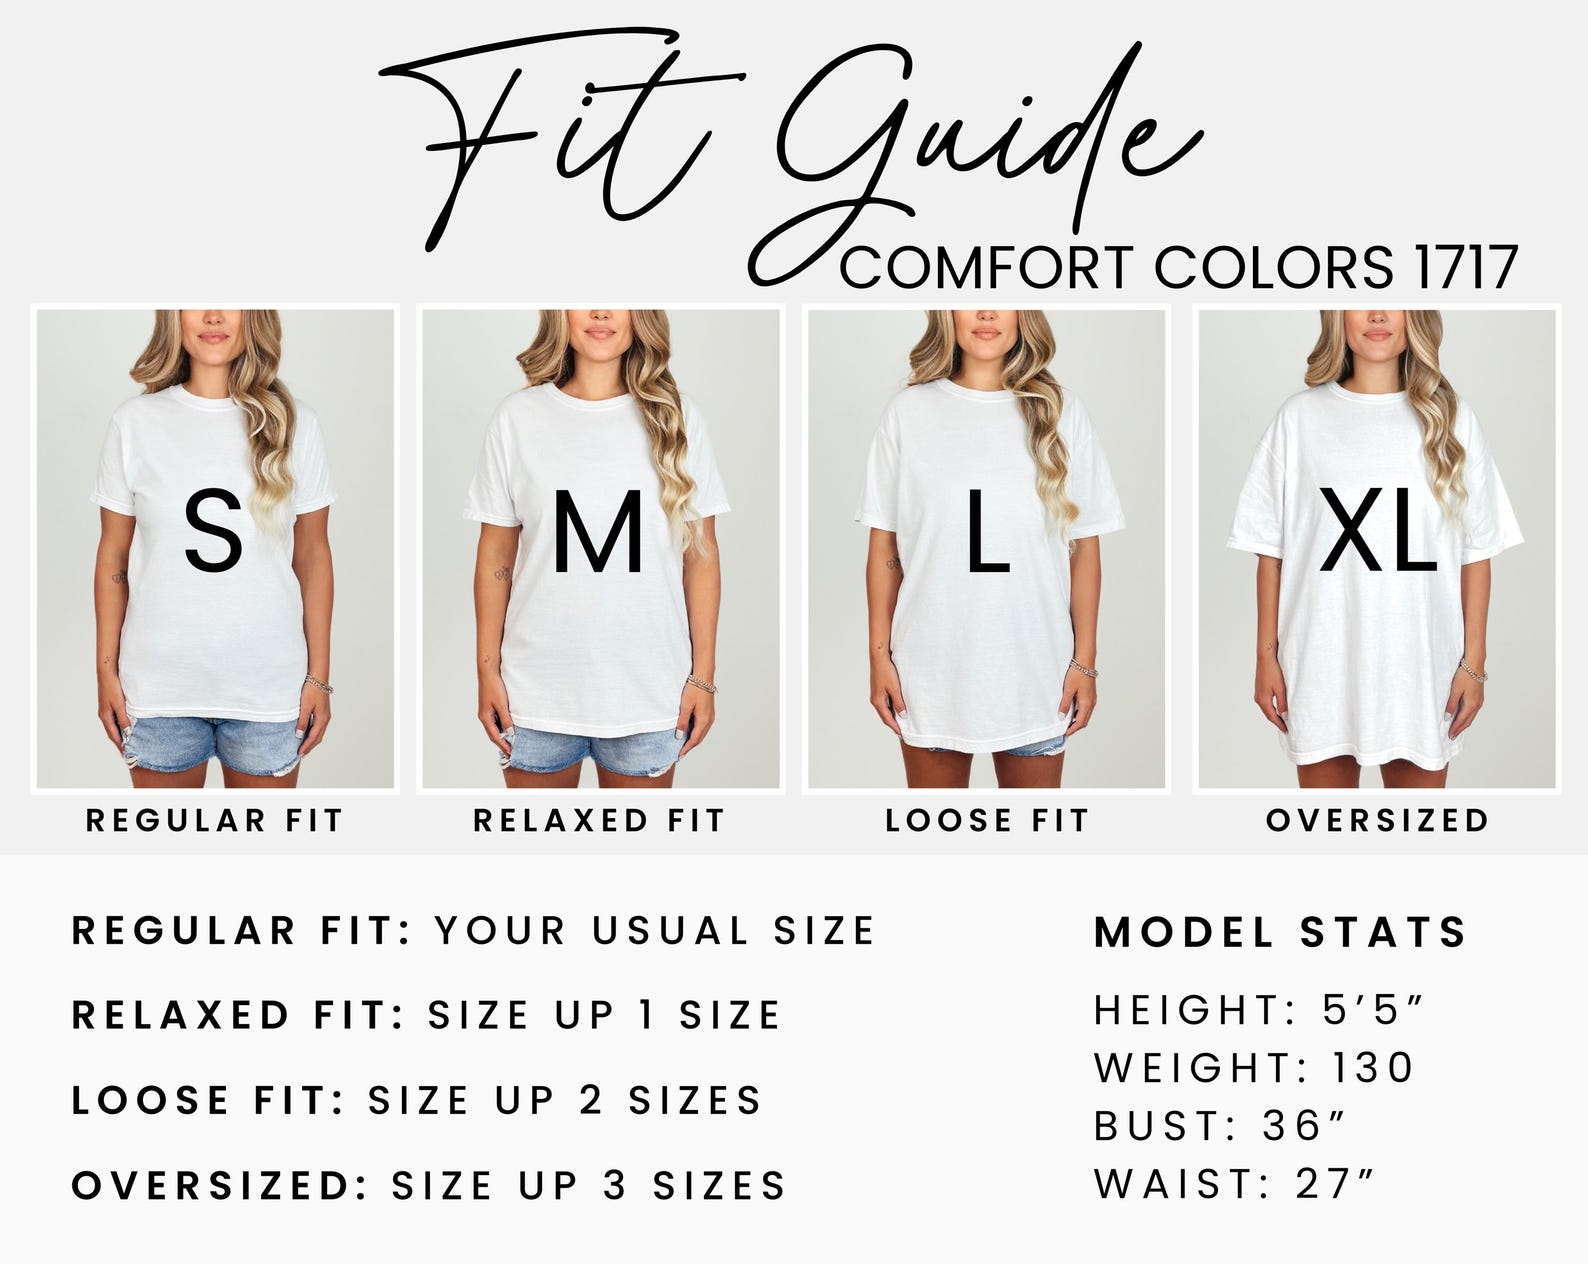 Fit Guide
COMFORT COLORS 1717
S
M
L
XL
REGULAR FIT
RELAXED FIT
LOOSE FIT
OVERSIZED
REGULAR FIT: YOUR USUAL SIZE
RELAXED FIT: SIZE UP 1 SIZE
LOOSE FIT: SIZE UP 2 SIZES
OVERSIZED: SIZE UP 3 SIZES
MODEL STATS
HEIGHT: 5’5”
WEIGHT: 130
BUST: 36”
WAIST: 27”